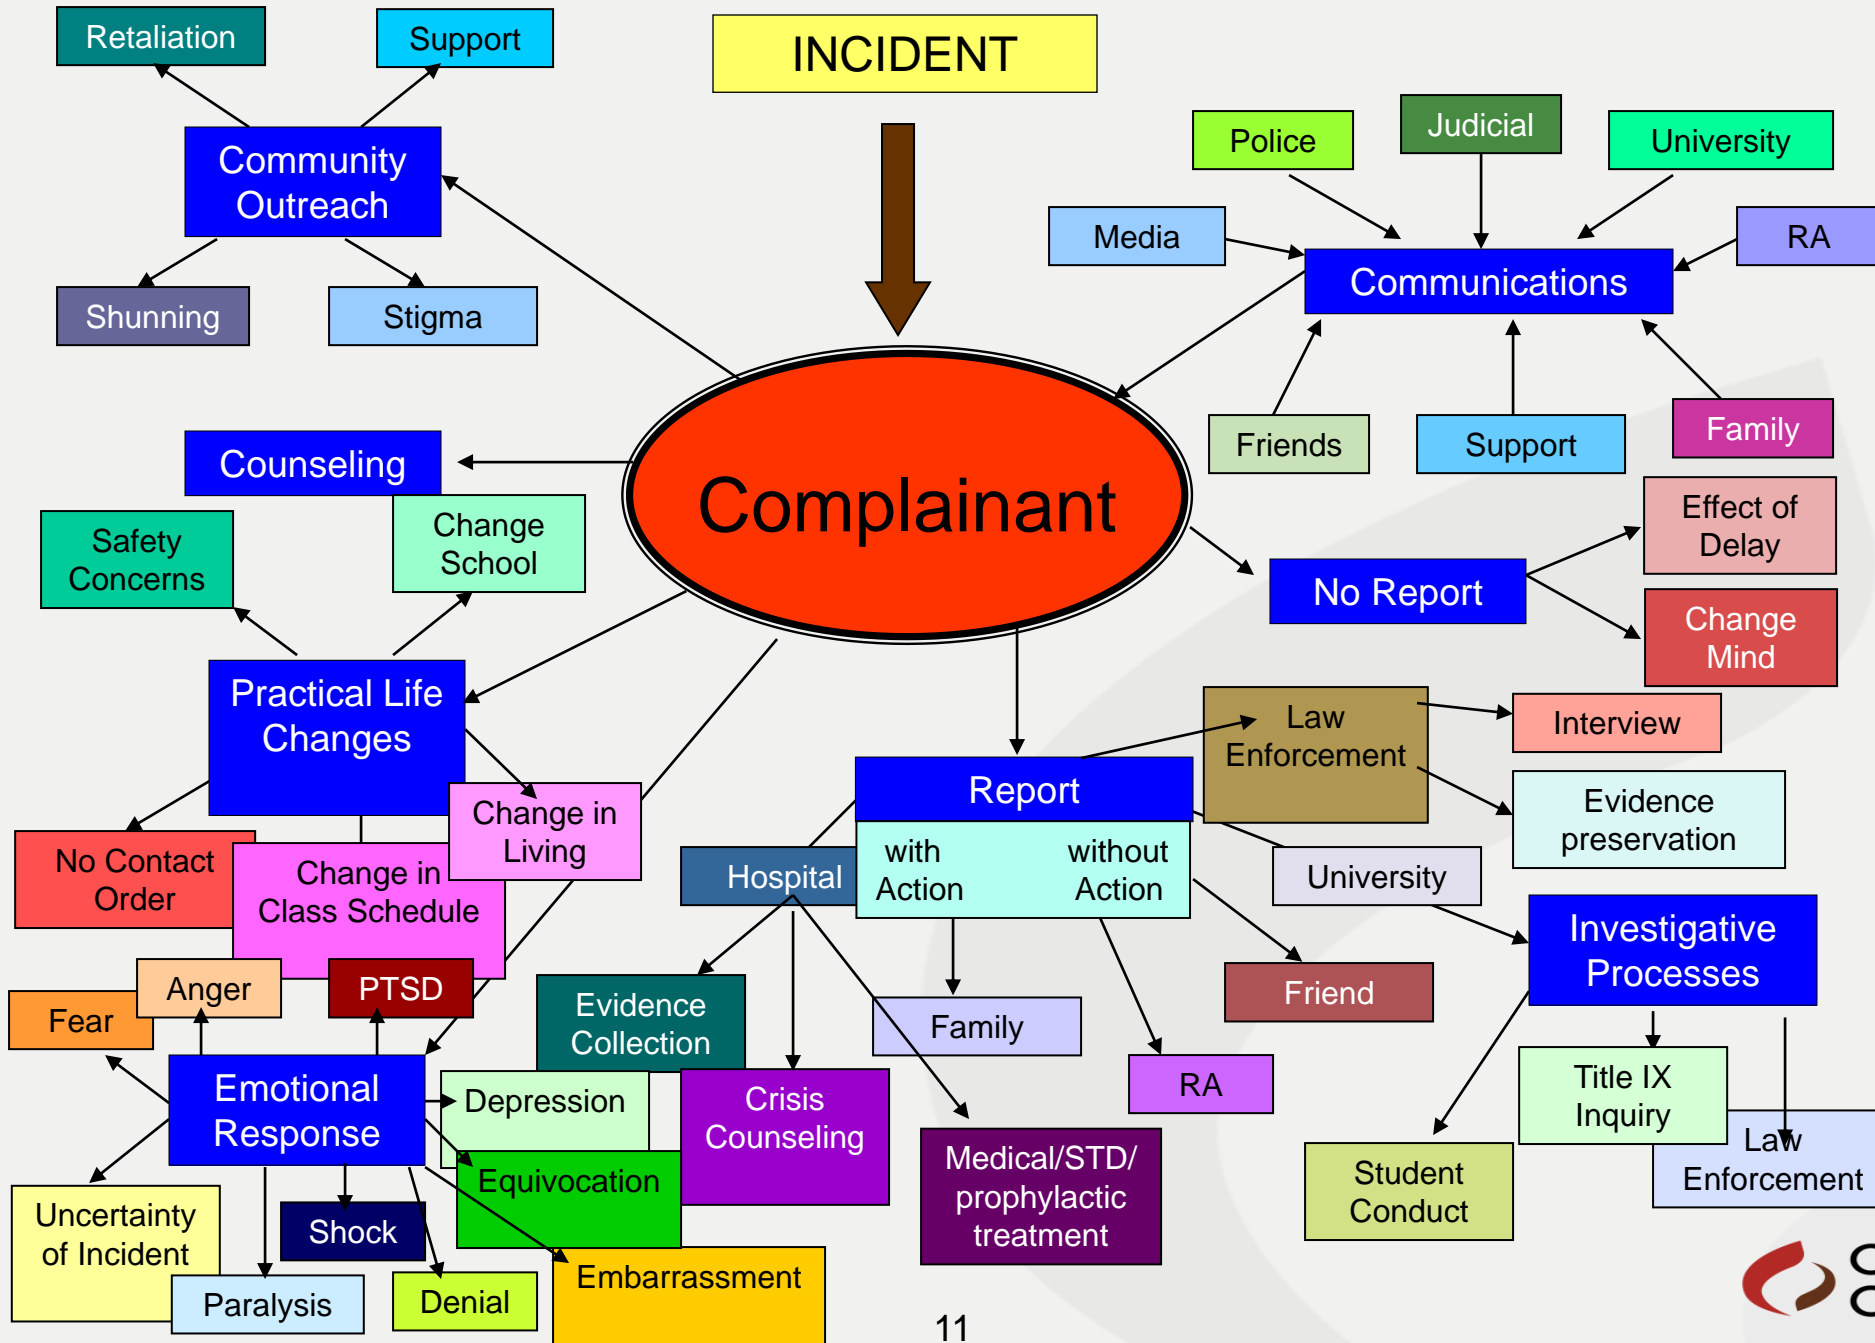 Retaliation
Support
INCIDENT
Community
Outreach
Shunning
Stigma
Police
Judicial
University
Media
RA
Communications
Friends
Support
Family
Counseling
Complainant
Safety
Concerns
Change
School
Effect of
Delay
No Report
Change
Mind
Practical Life
Changes
Change in
Living
No Contact
Order
Change in
Class Schedule
Report
with
Action
without
Action
Law
Enforcement
Interview
Evidence
preservation
Hospital
University
Investigative
Processes
Friend
Family
RA
Evidence
Collection
Crisis
Counseling
Medical/STD/
prophylactic
treatment
Title IX
Inquiry
Law
Enforcement
Student
Conduct
Anger
PTSD
Fear
Emotional
Response
Depression
Equivocation
Embarrassment
Uncertainty
of Incident
Paralysis
Shock
Denial
11